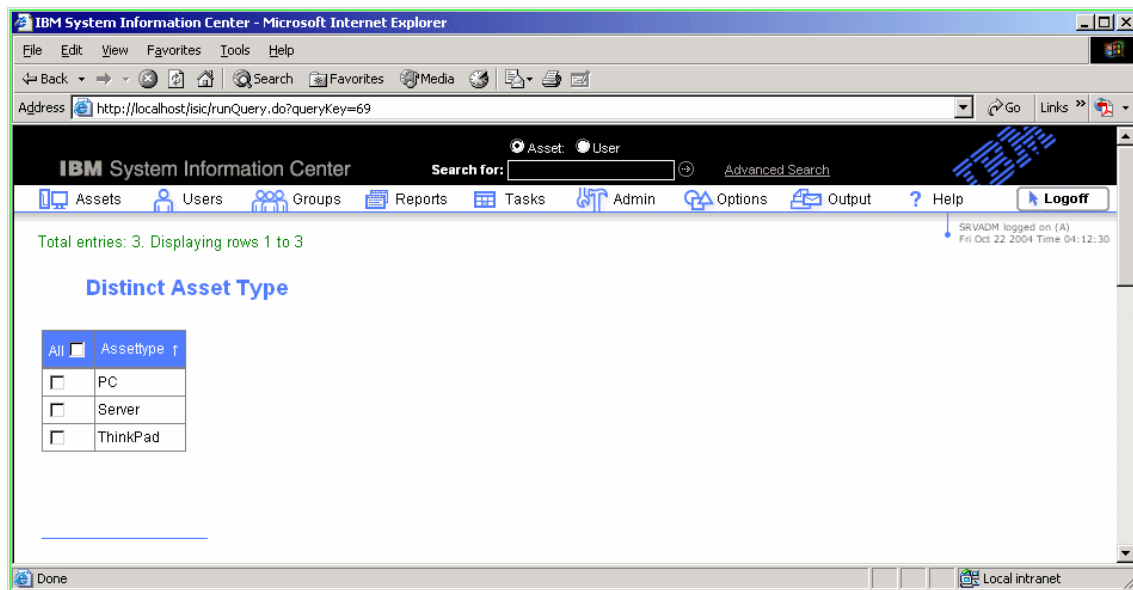 IBM System Information Center - Microsoft Internet Explorer
File Edit View Favorites Tools Help
Back Search Favorites Media
Address http://localhost/isic/runQuery.do?queryKey=69 Go Links »
Asset: User
IBM System Information Center Search for: Advanced Search IBM
Assets Users Groups Reports Tasks Admin Options Output ? Help Logoff
SRVADM logged on (A)
Total entries: 3. Displaying rows 1 to 3 Fri Oct 22 2004 Time 04:12:30
Distinct Asset Type
All Assettype ↑
PC
Server
ThinkPad
Done Local intranet